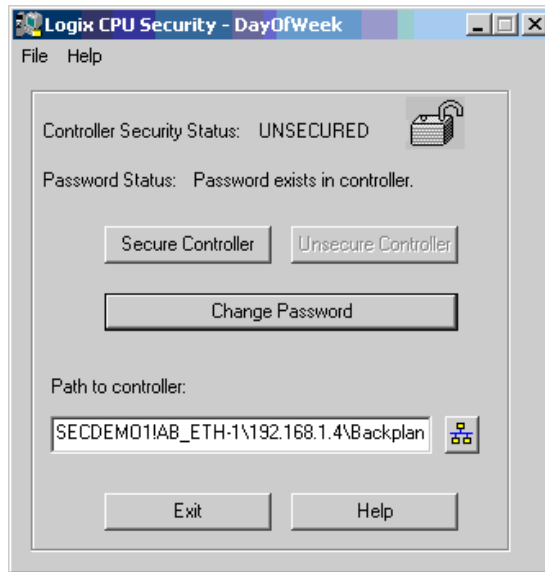 Logix CPU Security - DayOfWeek
File Help
Controller Security Status: UNSECURED
Password Status: Password exists in controller.
Secure Controller Unsecure Controller
Change Password
Path to controller:
SECDEMO1!AB_ETH-1\192.168.1.4\Backplan
Exit Help